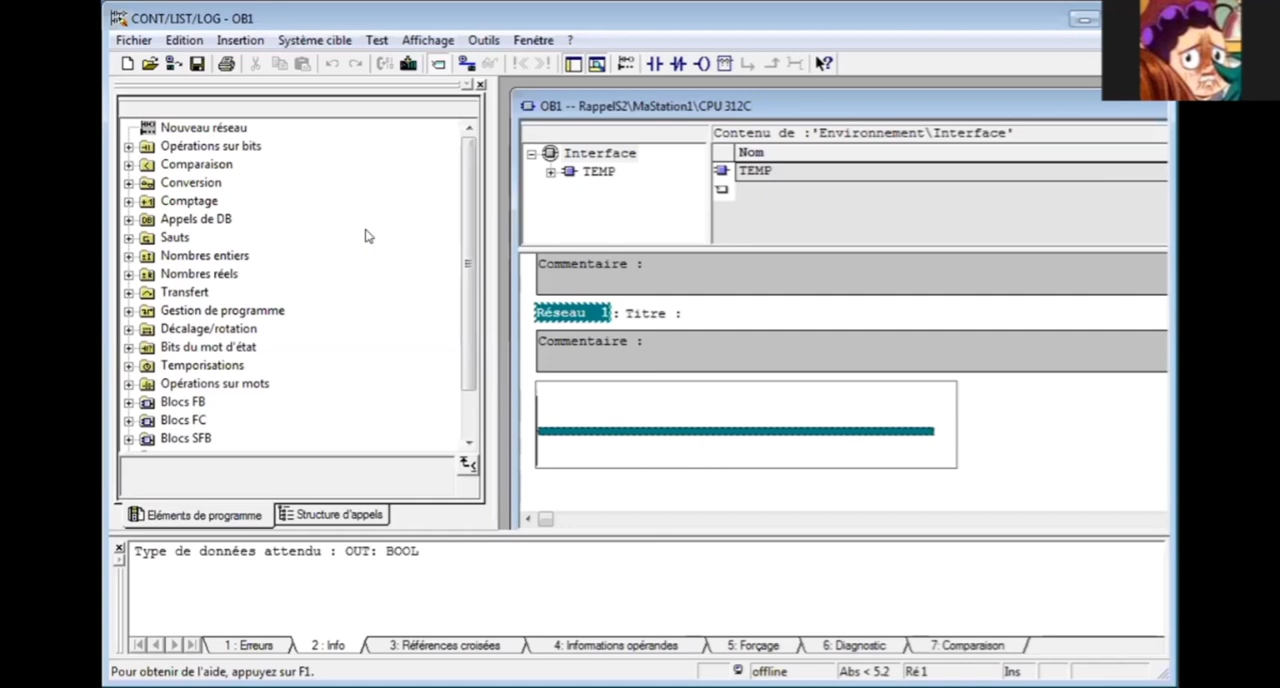 CONT/LIST/LOG - OB1
Fichier Edition Insertion Système cible Test Affichage Outils Fenêtre ?
Nouveau réseau
Opérations sur bits
Comparaison
Conversion
Comptage
Appels de DB
Sauts
Nombres entiers
Nombres réels
Transfert
Gestion de programme
Décalage/rotation
Bits du mot d'état
Temporisations
Opérations sur mots
Blocs FB
Blocs FC
Blocs SFB
Eléments de programme Structure d'appels
OB1 -- RappelS2\MaStation1\CPU 312C
Interface
TEMP
Contenu de :'Environnement\Interface'
Nom
TEMP
Commentaire :
Réseau 1 : Titre :
Commentaire :
Type de données attendu : OUT: BOOL
1 : Erreurs 2 : Info 3: Références croisées 4: Informations opérandes 5: Forçage 6: Diagnostic 7: Comparaison
Pour obtenir de l'aide, appuyez sur F1. offline Abs < 5.2 Ré 1 Ins